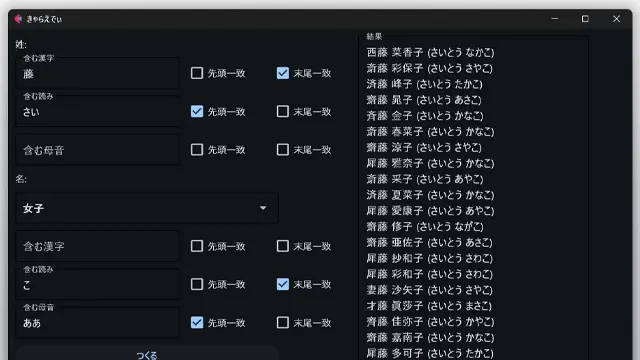 きゃらえでぃ
姓:
含む漢字
藤
先頭一致
末尾一致
含む読み
さい
先頭一致
末尾一致
含む母音
先頭一致
末尾一致
名:
女子
含む漢字
先頭一致
末尾一致
含む読み
こ
先頭一致
末尾一致
含む母音
ああ
先頭一致
末尾一致
つくる
結果
西藤 菜香子 (さいとう なかこ)
斎藤 彩保子 (さいとう さやこ)
済藤 峰子 (さいとう たかこ)
齋藤 晃子 (さいとう あさこ)
斉藤 金子 (さいとう かなこ)
斎藤 春菜子 (さいとう かなこ)
齋藤 涼子 (さいとう さやこ)
犀藤 雅奈子 (さいとう かなこ)
斎藤 采子 (さいとう あやこ)
済藤 夏菜子 (さいとう かなこ)
犀藤 愛康子 (さいとう あやこ)
齋藤 修子 (さいとう ながこ)
齋藤 亜佐子 (さいとう あさこ)
犀藤 抄和子 (さいとう さわこ)
犀藤 彩和子 (さいとう さわこ)
妻藤 沙矢子 (さいとう さやこ)
才藤 眞莎子 (さいとう まさこ)
齊藤 佳弥子 (さいとう かやこ)
齋藤 嘉南子 (さいとう かなこ)
犀藤 多可子 (さいとう たかこ)